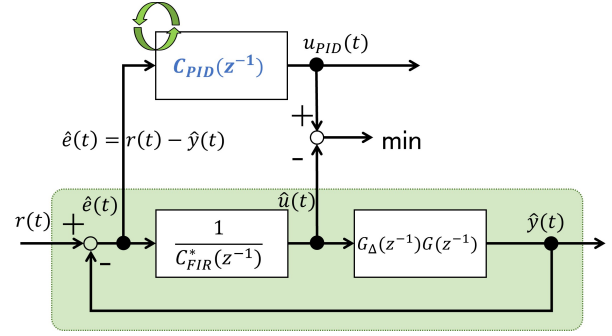 u_PID(t)
C_PID(z⁻¹)
+
ê(t) = r(t) − ŷ(t)
-
min
r(t)
+
ê(t)
û(t)
ŷ(t)
1
C*_FIR(z⁻¹)
G_Δ(z⁻¹)G(z⁻¹)
-